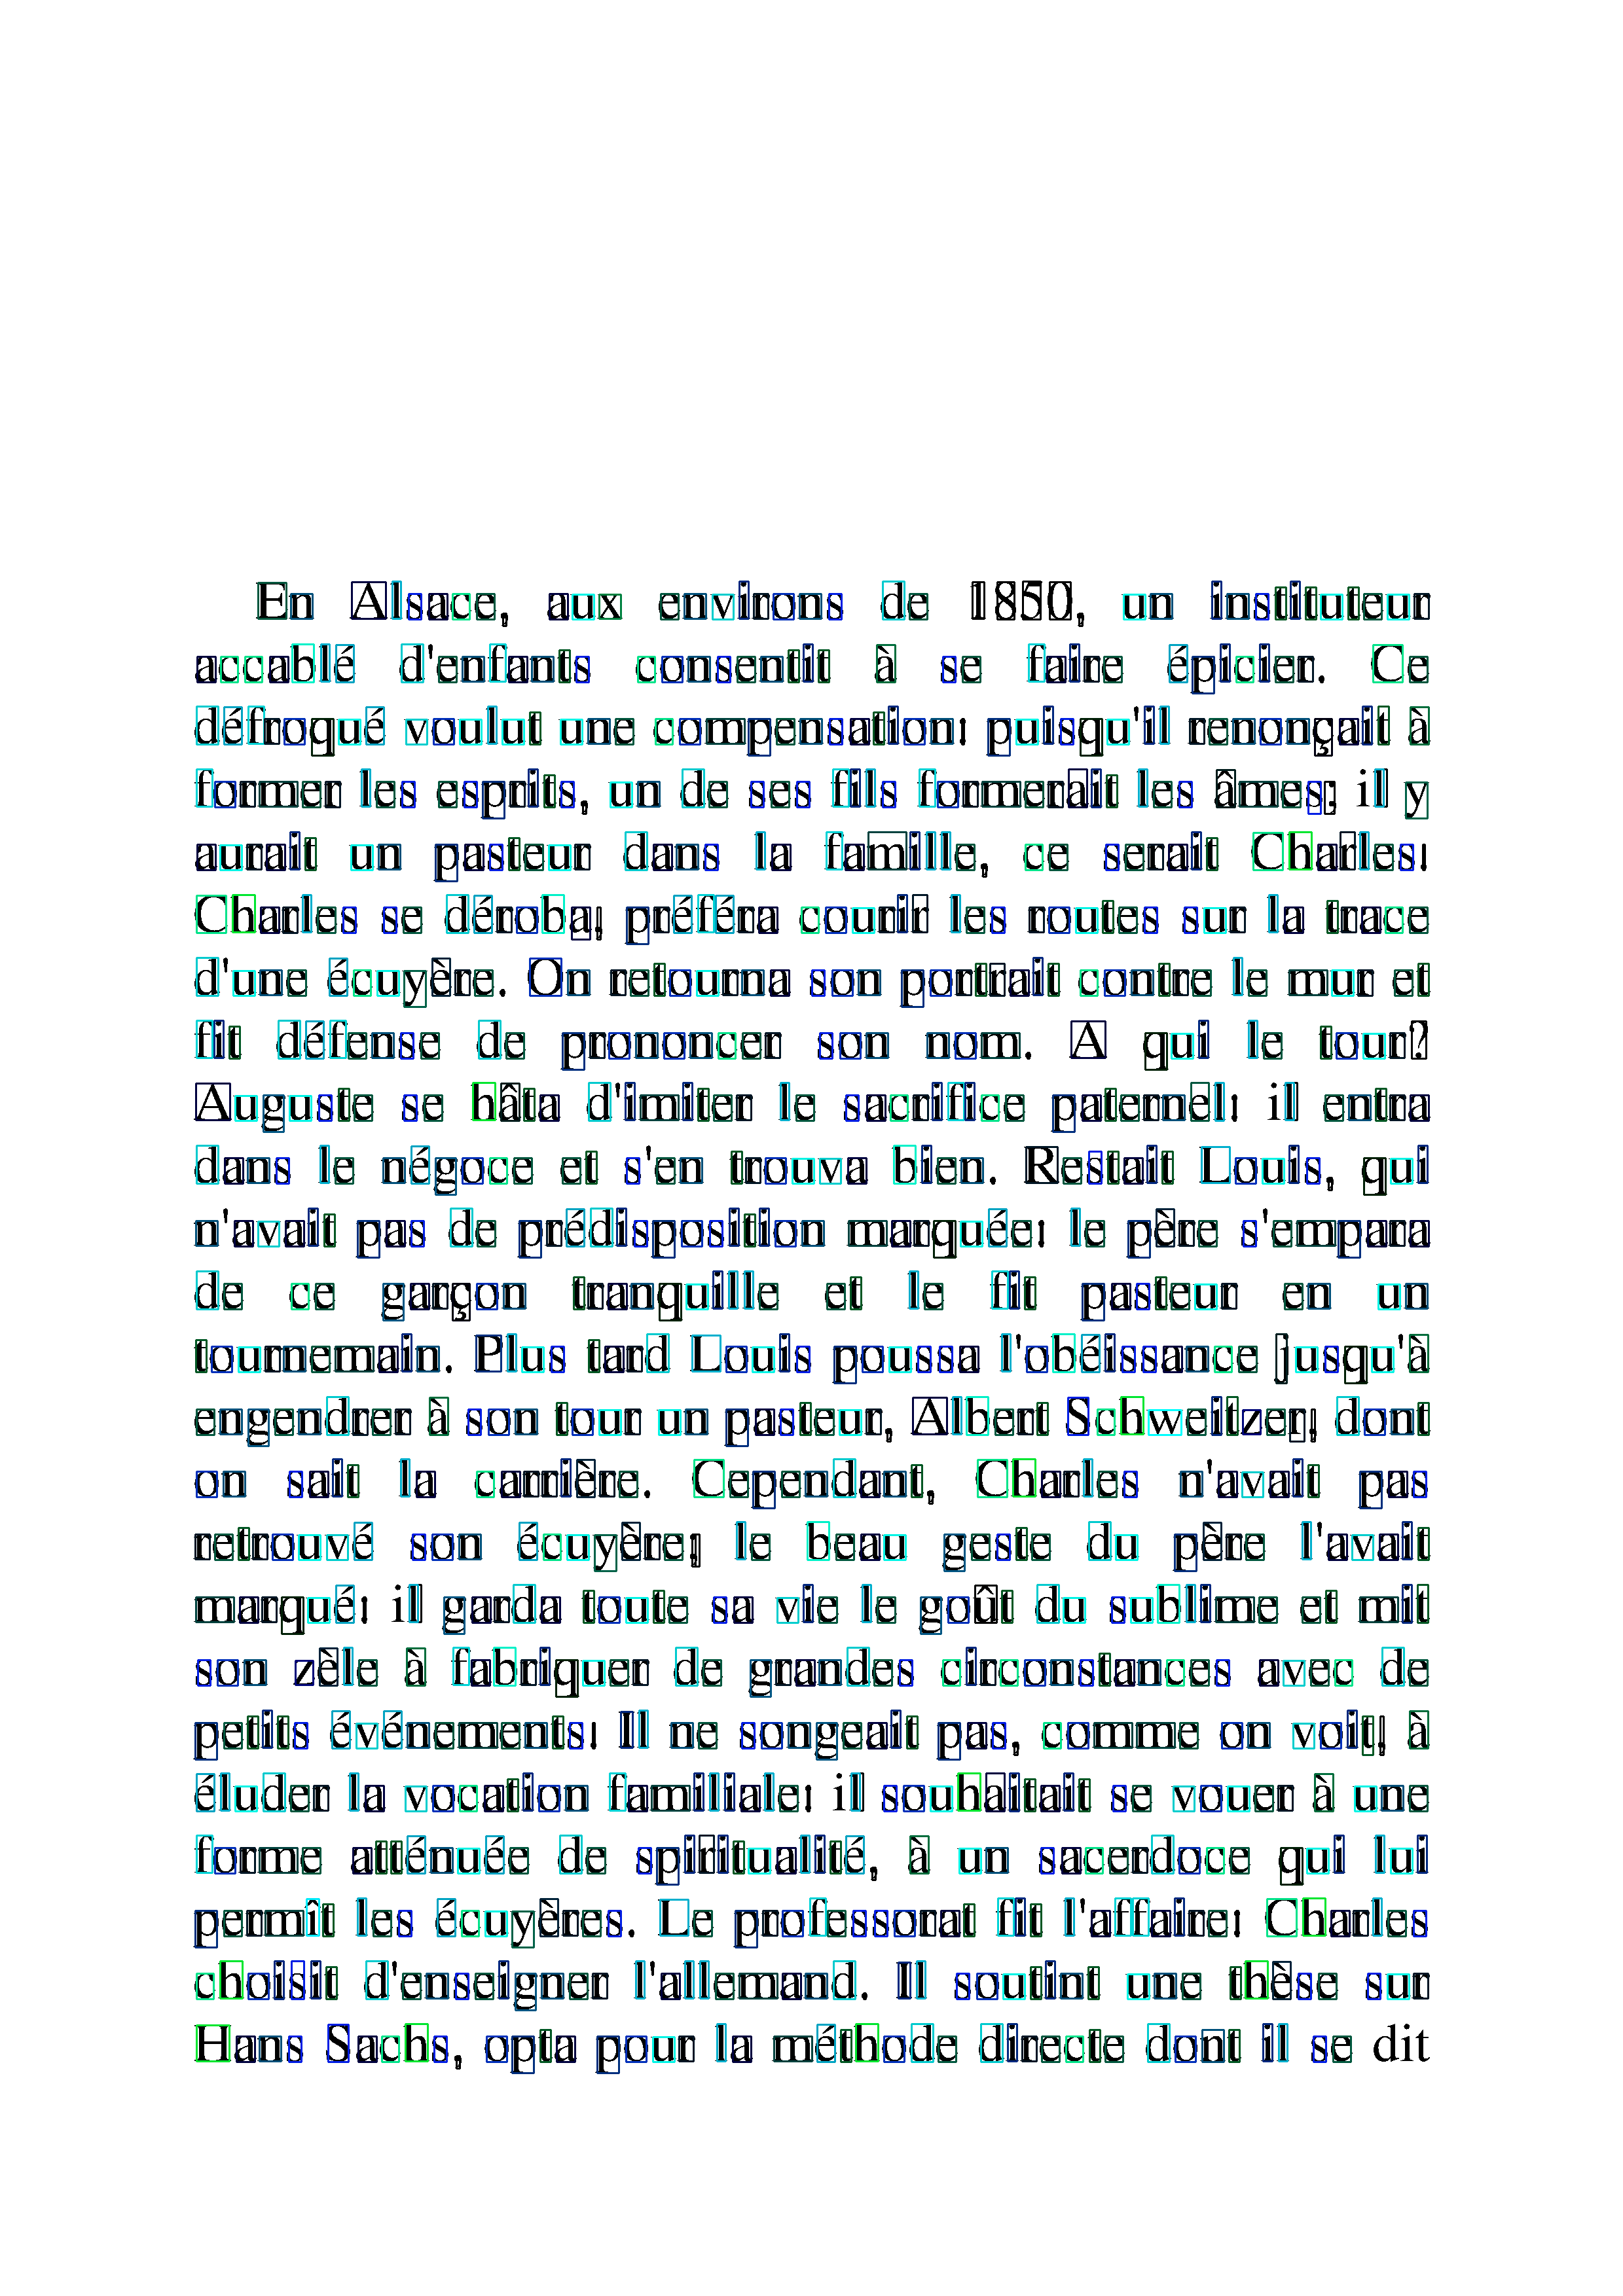 En Alsace, aux environs de 1850, un instituteur
accablé d'enfants consentit à se faire épicier. Ce
défroqué voulut une compensation: puisqu'il renonçait à
former les esprits, un de ses fils formerait les âmes; il y
aurait un pasteur dans la famille, ce serait Charles.
Charles se déroba, préféra courir les routes sur la trace
d'une écuyère. On retourna son portrait contre le mur et
fit défense de prononcer son nom. A qui le tour?
Auguste se hâta d'imiter le sacrifice paternel: il entra
dans le négoce et s'en trouva bien. Restait Louis, qui
n'avait pas de prédisposition marquée: le père s'empara
de ce garçon tranquille et le fit pasteur en un
tournemain. Plus tard Louis poussa l'obéissance jusqu'à
engendrer à son tour un pasteur, Albert Schweitzer, dont
on sait la carrière. Cependant, Charles n'avait pas
retrouvé son écuyère; le beau geste du père l'avait
marqué: il garda toute sa vie le goût du sublime et mit
son zèle à fabriquer de grandes circonstances avec de
petits événements. Il ne songeait pas, comme on voit, à
éluder la vocation familiale: il souhaitait se vouer à une
forme atténuée de spiritualité, à un sacerdoce qui lui
permît les écuyères. Le professorat fit l'affaire: Charles
choisit d'enseigner l'allemand. Il soutint une thèse sur
Hans Sachs, opta pour la méthode directe dont il se dit